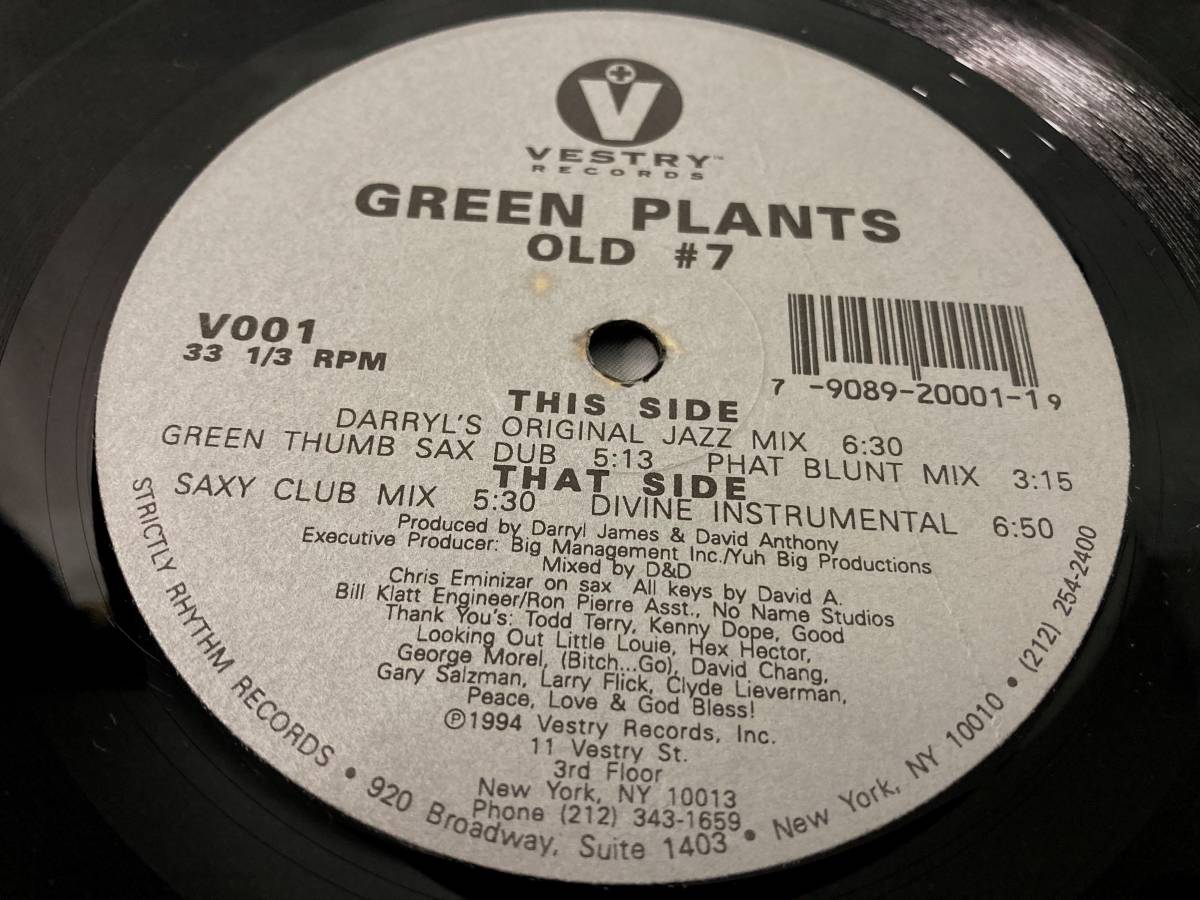 V
VESTRY™
RECORDS
GREEN PLANTS
OLD #7
V001
33 1/3 RPM
7 -9089-20001-19
THIS SIDE
DARRYL'S ORIGINAL JAZZ MIX 6:30
GREEN THUMB SAX DUB 5:13 PHAT BLUNT MIX 3:15
THAT SIDE
SAXY CLUB MIX 5:30 DIVINE INSTRUMENTAL 6:50
Produced by Darryl James & David Anthony
Executive Producer: Big Management Inc./Yuh Big Productions
Mixed by D&D
Chris Eminizar on sax All keys by David A.
Bill Klatt Engineer/Ron Pierre Asst., No Name Studios
Thank You's: Todd Terry, Kenny Dope, Good
Looking Out Little Louie, Hex Hector,
George Morel, (Bitch...Go), David Chang,
Gary Salzman, Larry Flick, Clyde Lieverman,
Peace, Love & God Bless!
℗1994 Vestry Records, Inc.
11 Vestry St.
3rd Floor
New York, NY 10013
Phone (212) 343-1659
STRICTLY RHYTHM RECORDS • 920 Broadway, Suite 1403 • New York, NY 10010 • (212) 254-2400